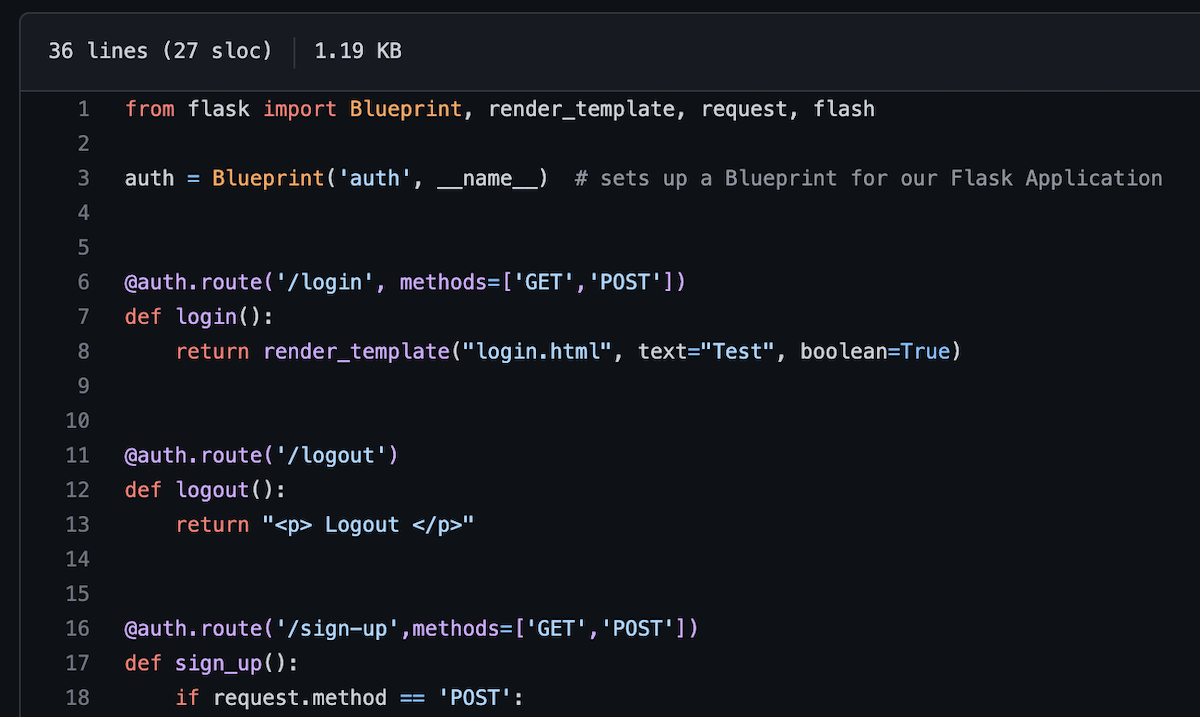 36 lines (27 sloc) 1.19 KB
1 from flask import Blueprint, render_template, request, flash
2
3 auth = Blueprint('auth', __name__)  # sets up a Blueprint for our Flask Application
4
5
6 @auth.route('/login', methods=['GET','POST'])
7 def login():
8     return render_template("login.html", text="Test", boolean=True)
9
10
11 @auth.route('/logout')
12 def logout():
13     return "<p> Logout </p>"
14
15
16 @auth.route('/sign-up',methods=['GET','POST'])
17 def sign_up():
18     if request.method == 'POST':